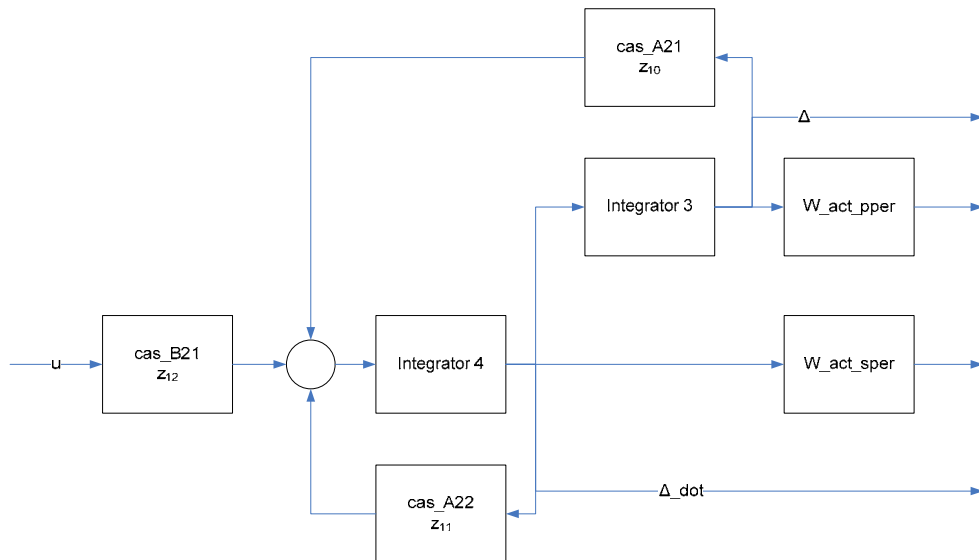 cas_A21
z₁₀
Δ
Integrator 3
W_act_pper
u
cas_B21
z₁₂
Integrator 4
W_act_sper
cas_A22
z₁₁
Δ_dot